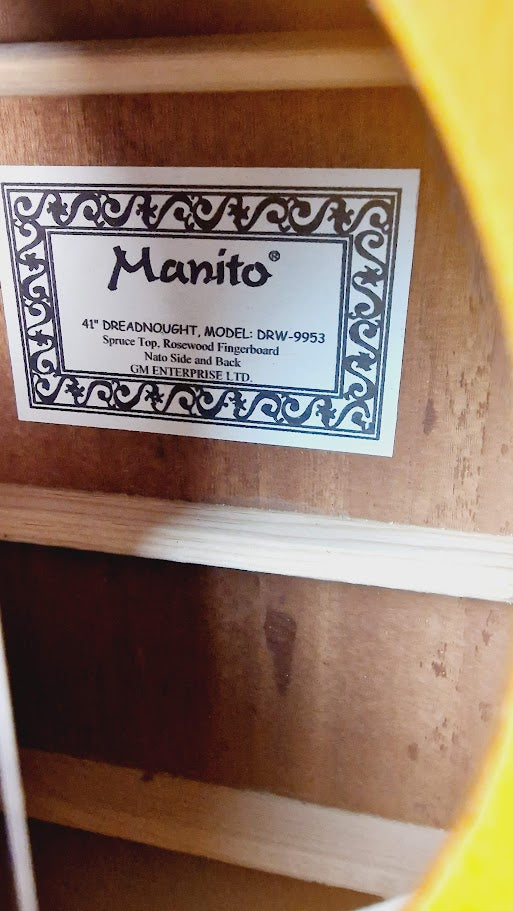 Manito®
41" DREADNOUGHT, MODEL: DRW-9953
Spruce Top, Rosewood Fingerboard
Nato Side and Back
GM ENTERPRISE LTD.